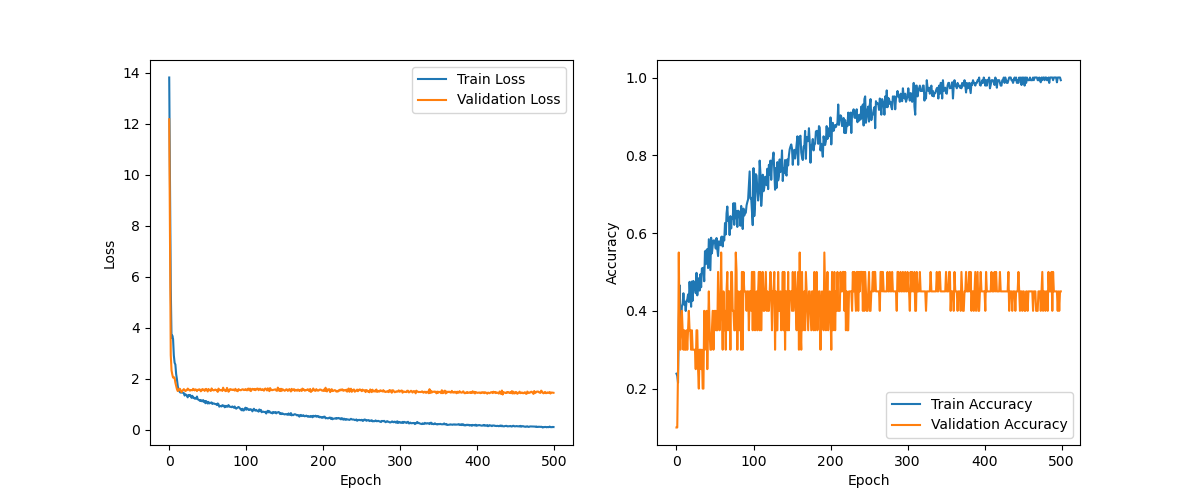 14
12
10
8
6
4
2
0
Loss
0 100 200 300 400 500
Epoch
Train Loss
Validation Loss
1.0
0.8
0.6
0.4
0.2
Accuracy
0 100 200 300 400 500
Epoch
Train Accuracy
Validation Accuracy